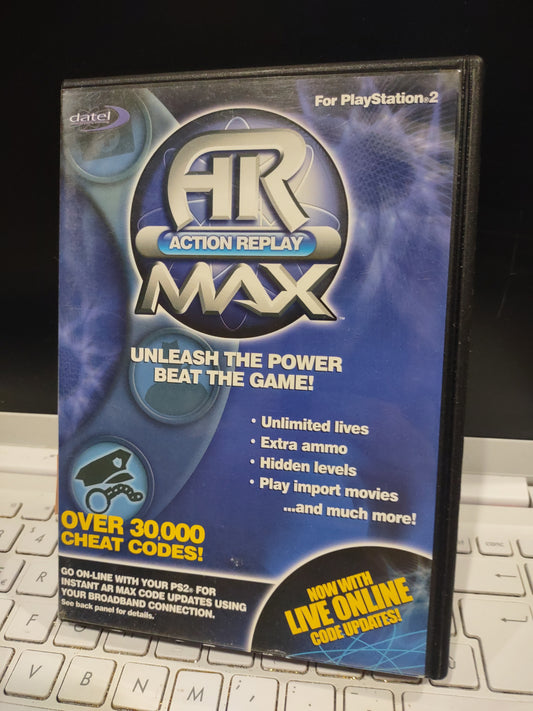 datel
For PlayStation®2
AR
ACTION REPLAY
MAX™
UNLEASH THE POWER
BEAT THE GAME!
• Unlimited lives
• Extra ammo
• Hidden levels
• Play import movies
...and much more!
OVER 30,000
CHEAT CODES!
GO ON-LINE WITH YOUR PS2® FOR
INSTANT AR MAX CODE UPDATES USING
YOUR BROADBAND CONNECTION.
See back panel for details.
NOW WITH
LIVE ONLINE
CODE UPDATES!
V B N M